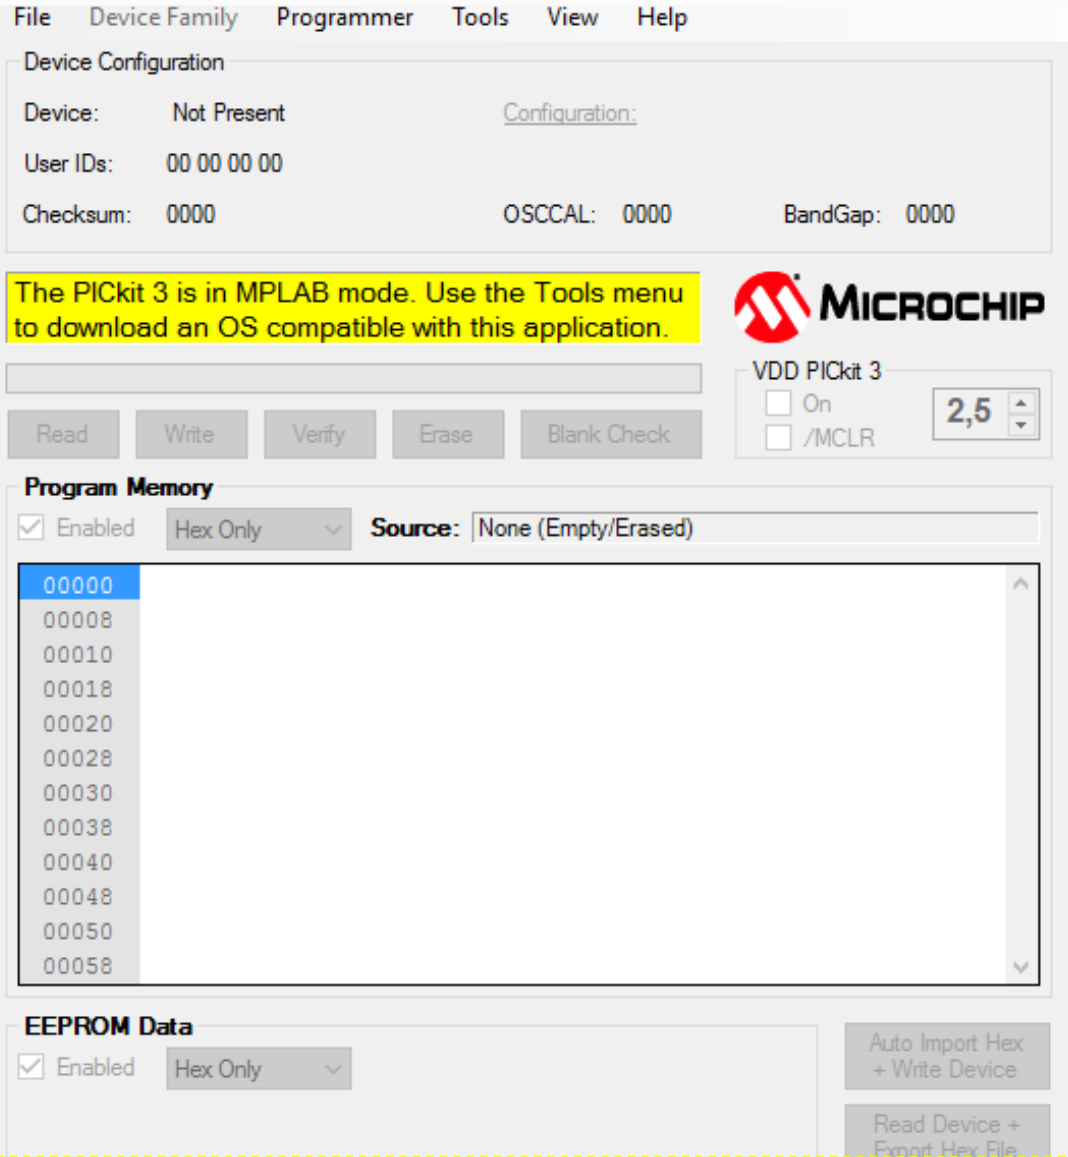 File Device Family Programmer Tools View Help
Device Configuration
Device: Not Present Configuration:
User IDs: 00 00 00 00
Checksum: 0000 OSCCAL: 0000 BandGap: 0000
The PICkit 3 is in MPLAB mode. Use the Tools menu
to download an OS compatible with this application.
MICROCHIP
VDD PICkit 3
On
/MCLR
2,5
Read Write Verify Erase Blank Check
Program Memory
Enabled Hex Only Source: None (Empty/Erased)
00000
00008
00010
00018
00020
00028
00030
00038
00040
00048
00050
00058
EEPROM Data
Enabled Hex Only
Auto Import Hex
+ Write Device
Read Device +
Export Hex File